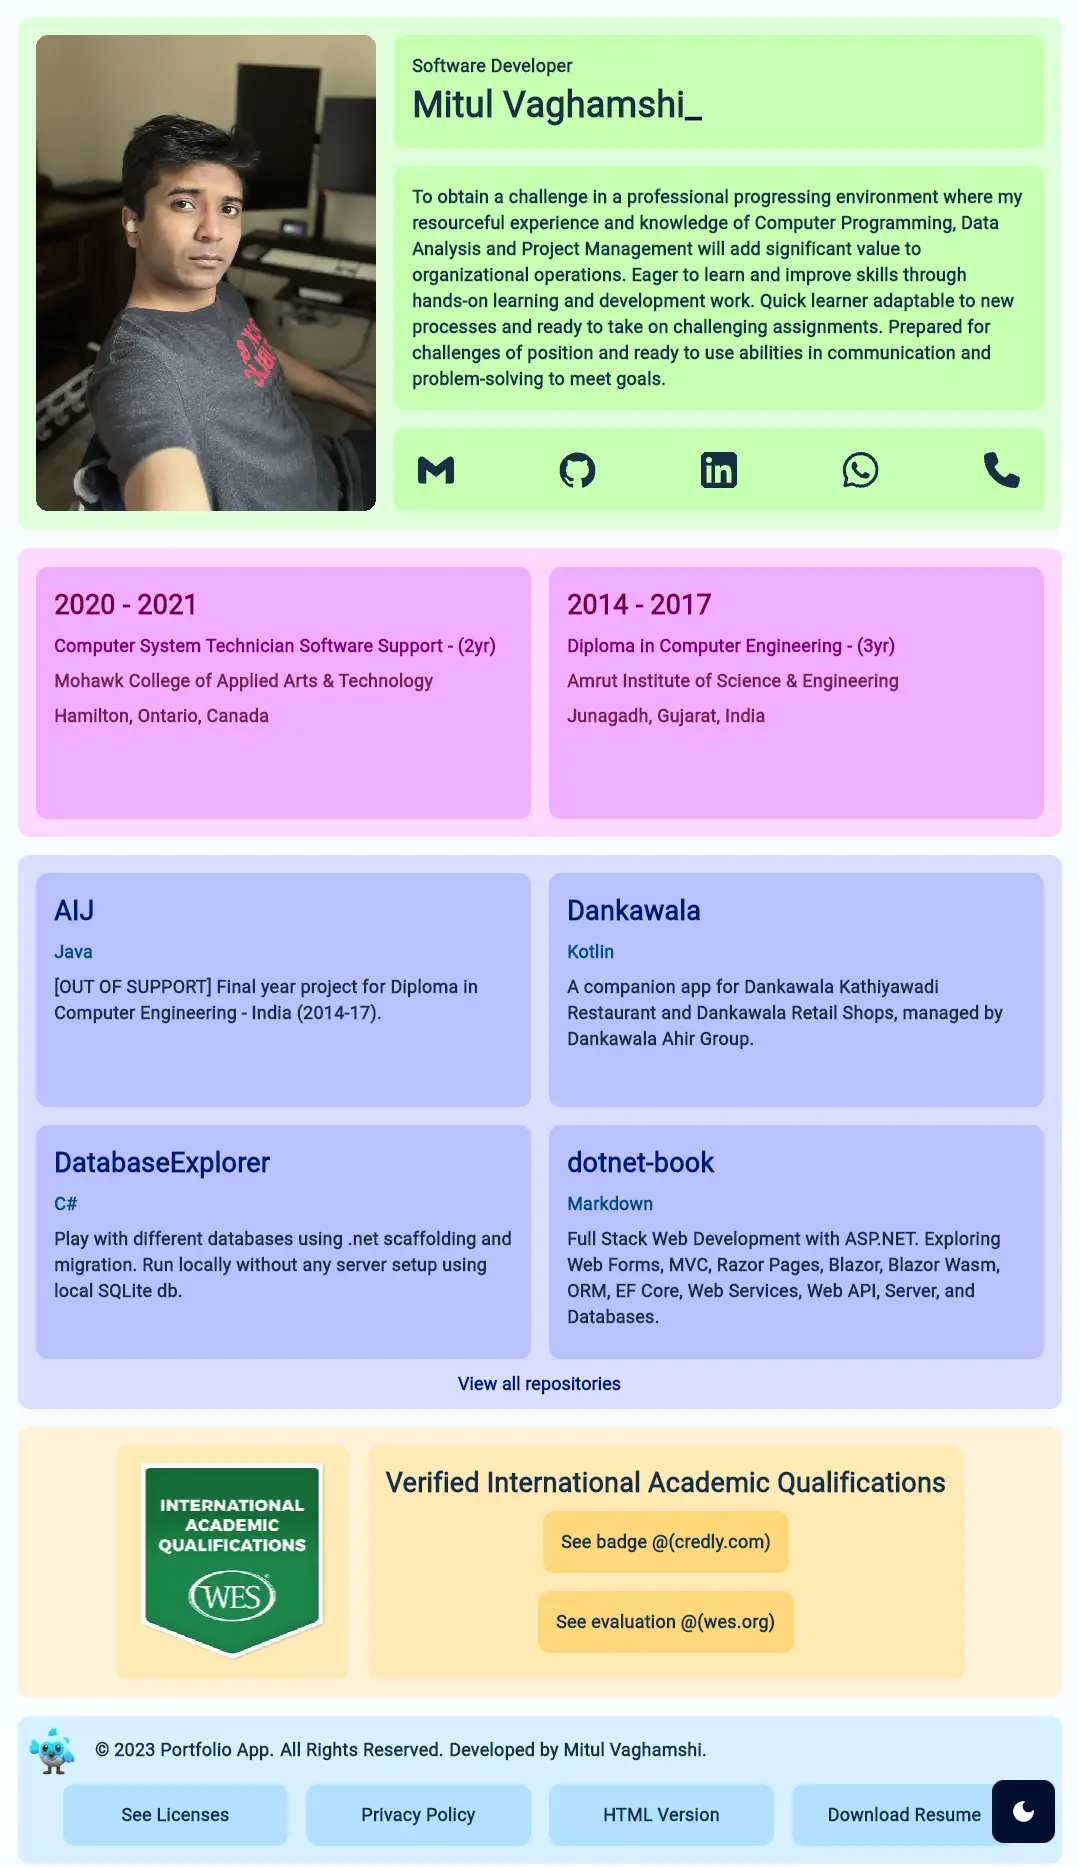 Software Developer
Mitul Vaghamshi_
To obtain a challenge in a professional progressing environment where my
resourceful experience and knowledge of Computer Programming, Data
Analysis and Project Management will add significant value to
organizational operations. Eager to learn and improve skills through
hands-on learning and development work. Quick learner adaptable to new
processes and ready to take on challenging assignments. Prepared for
challenges of position and ready to use abilities in communication and
problem-solving to meet goals.
in
2020 - 2021
Computer System Technician Software Support - (2yr)
Mohawk College of Applied Arts & Technology
Hamilton, Ontario, Canada
2014 - 2017
Diploma in Computer Engineering - (3yr)
Amrut Institute of Science & Engineering
Junagadh, Gujarat, India
AIJ
Java
[OUT OF SUPPORT] Final year project for Diploma in
Computer Engineering - India (2014-17).
Dankawala
Kotlin
A companion app for Dankawala Kathiyawadi
Restaurant and Dankawala Retail Shops, managed by
Dankawala Ahir Group.
DatabaseExplorer
C#
Play with different databases using .net scaffolding and
migration. Run locally without any server setup using
local SQLite db.
dotnet-book
Markdown
Full Stack Web Development with ASP.NET. Exploring
Web Forms, MVC, Razor Pages, Blazor, Blazor Wasm,
ORM, EF Core, Web Services, Web API, Server, and
Databases.
View all repositories
INTERNATIONAL
ACADEMIC
QUALIFICATIONS
WES
Verified International Academic Qualifications
See badge @(credly.com)
See evaluation @(wes.org)
© 2023 Portfolio App. All Rights Reserved. Developed by Mitul Vaghamshi.
See Licenses
Privacy Policy
HTML Version
Download Resume